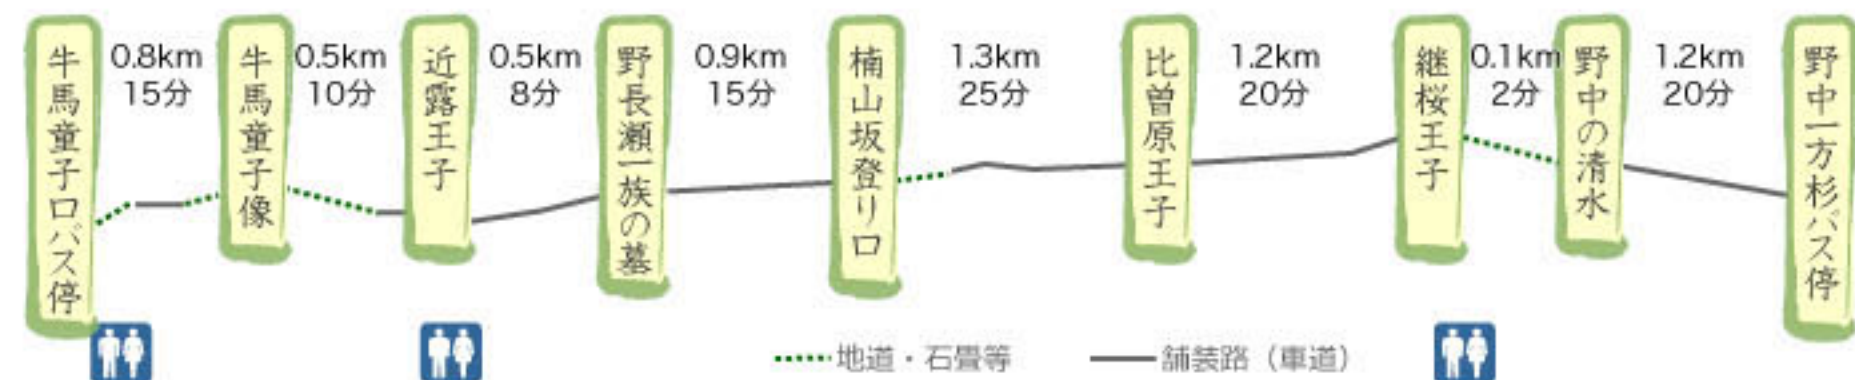 牛馬童子口バス停
0.8km
15分
牛馬童子像
0.5km
10分
近露王子
0.5km
8分
野長瀬一族の墓
0.9km
15分
楠山坂登り口
1.3km
25分
比曽原王子
1.2km
20分
継桜王子
0.1km
2分
野中の清水
1.2km
20分
野中一方杉バス停
地道・石畳等
舗装路（車道）